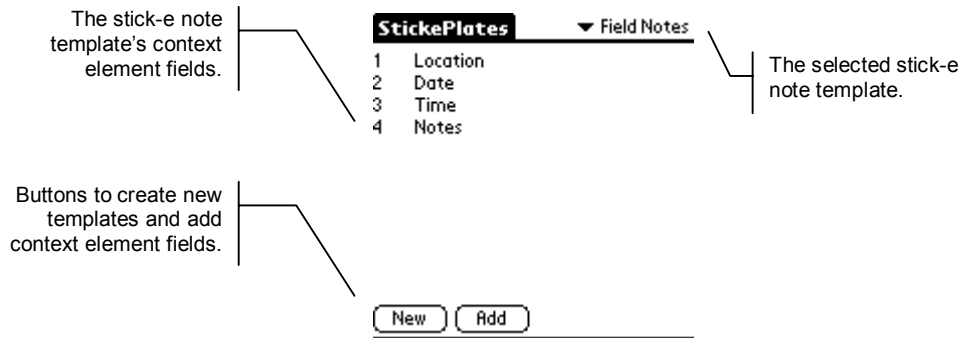 The stick-e note
template's context
element fields.
StickePlates
Field Notes
1 Location
2 Date
3 Time
4 Notes
The selected stick-e
note template.
Buttons to create new
templates and add
context element fields.
New
Add